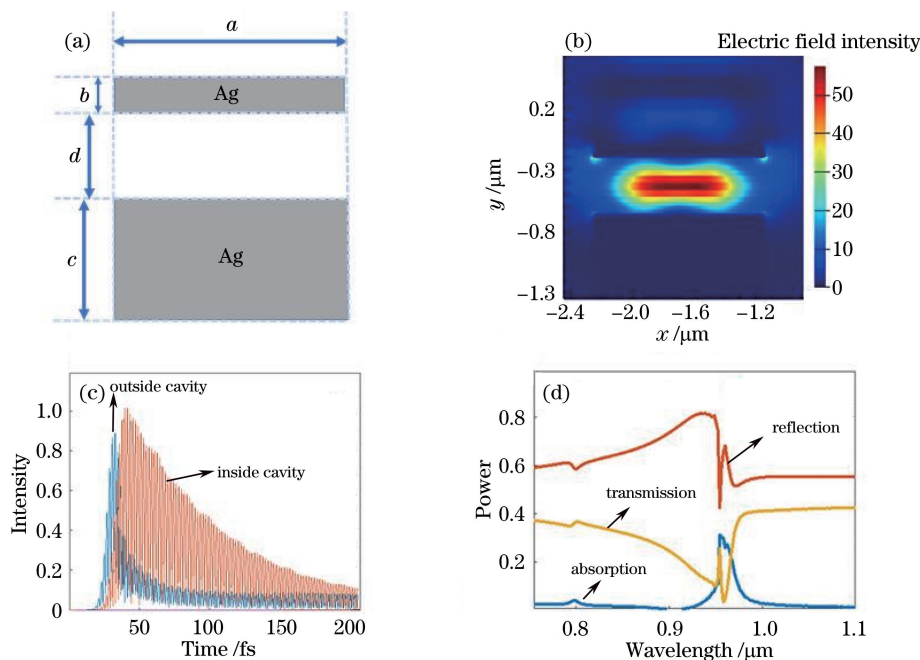 (a)
a
b
Ag
d
c
Ag
(b)
Electric field intensity
50
40
30
20
10
0
0.2
−0.3
−0.8
−1.3
y /μm
−2.4
−2.0
−1.6
−1.2
x /μm
(c)
outside cavity
inside cavity
1.0
0.8
0.6
0.4
0.2
0
Intensity
50
100
150
200
Time /fs
(d)
reflection
transmission
absorption
0.8
0.6
0.4
0.2
Power
0.8
0.9
1.0
1.1
Wavelength /μm